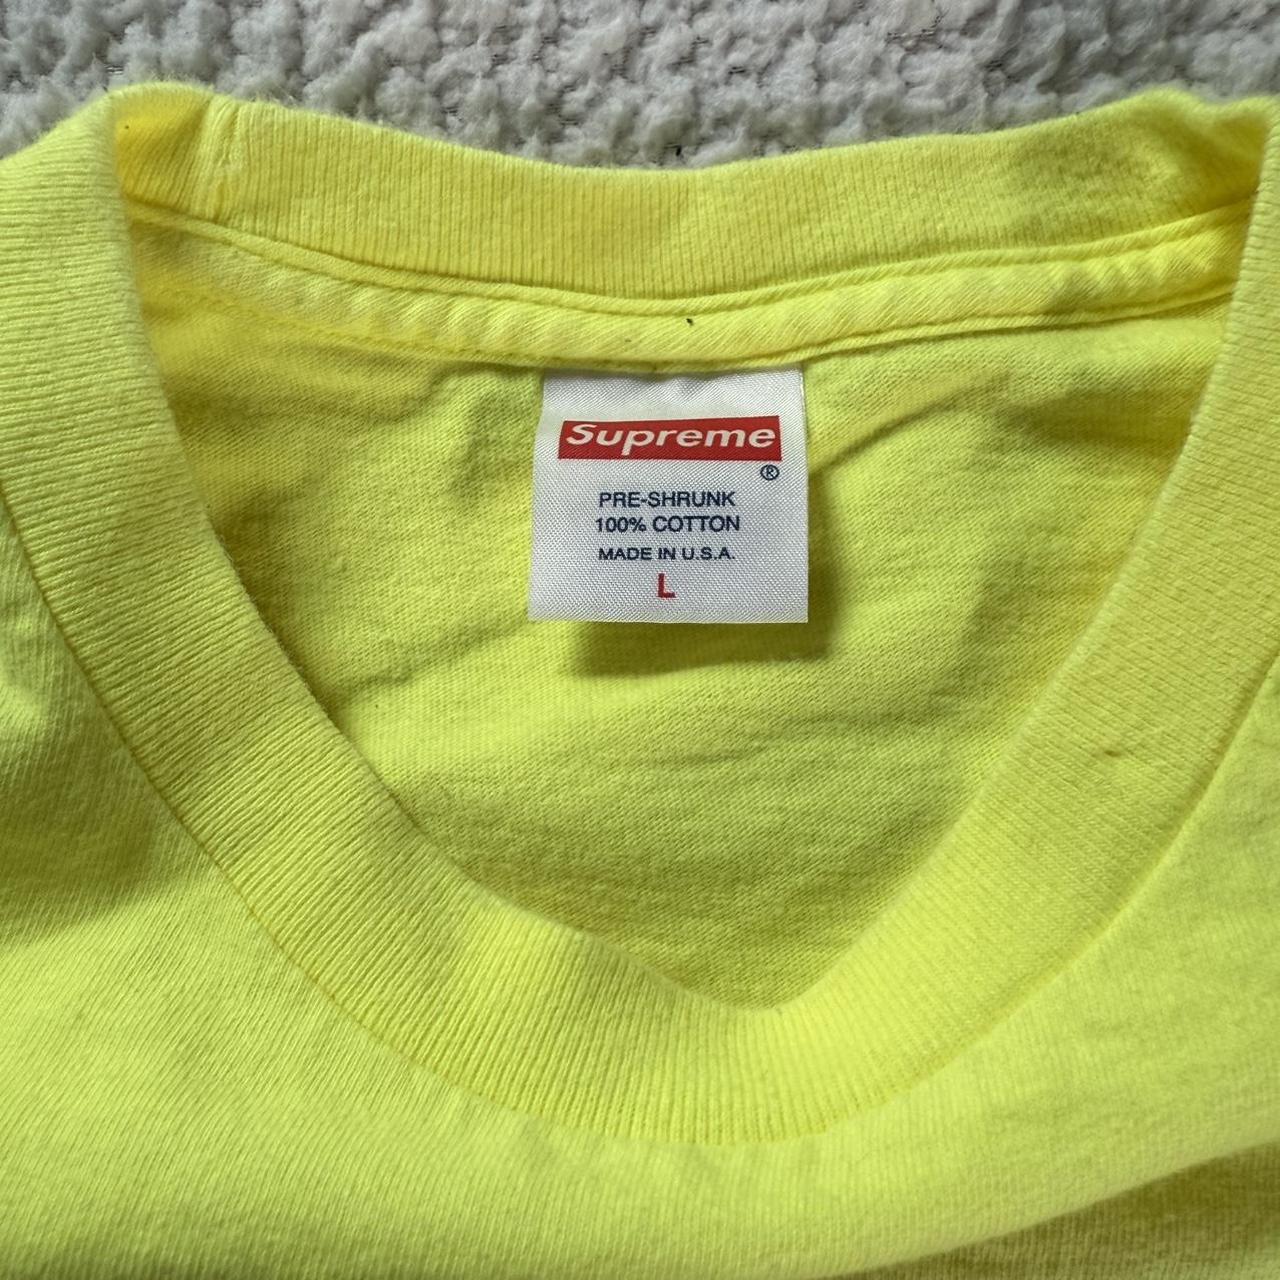 Supreme
®
PRE-SHRUNK
100% COTTON
MADE IN U.S.A.
L